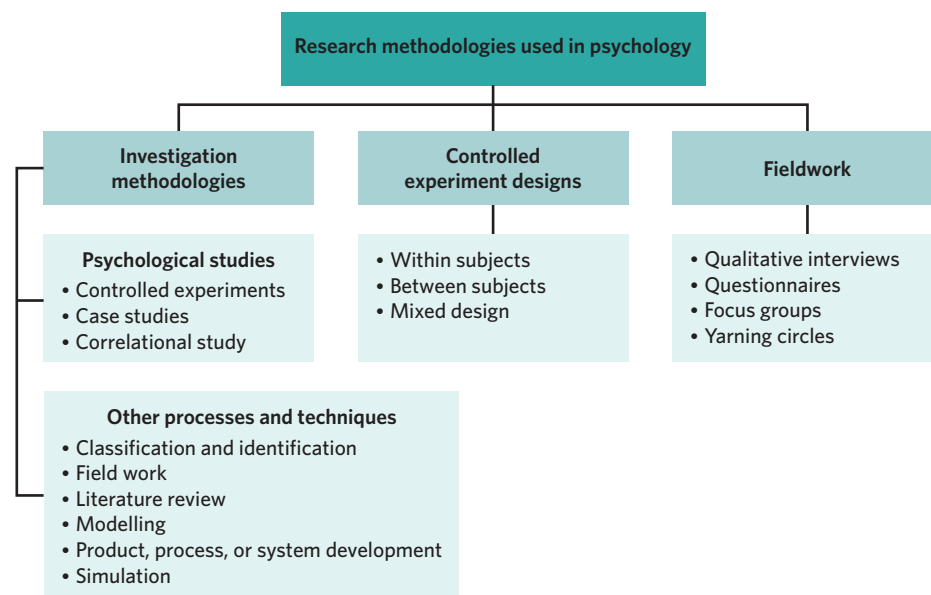 Research methodologies used in psychology
Investigation
methodologies
Controlled
experiment designs
Fieldwork
Psychological studies
• Controlled experiments
• Case studies
• Correlational study
• Within subjects
• Between subjects
• Mixed design
• Qualitative interviews
• Questionnaires
• Focus groups
• Yarning circles
Other processes and techniques
• Classification and identification
• Field work
• Literature review
• Modelling
• Product, process, or system development
• Simulation